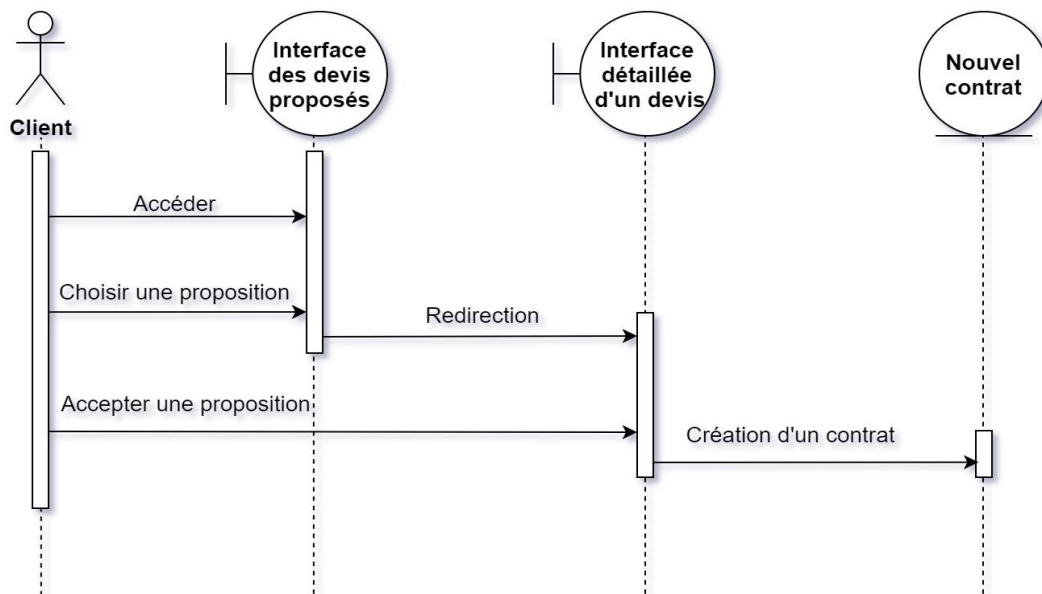 Client
Interface
des devis
proposés
Interface
détaillée
d'un devis
Nouvel
contrat
Accéder
Choisir une proposition
Redirection
Accepter une proposition
Création d'un contrat